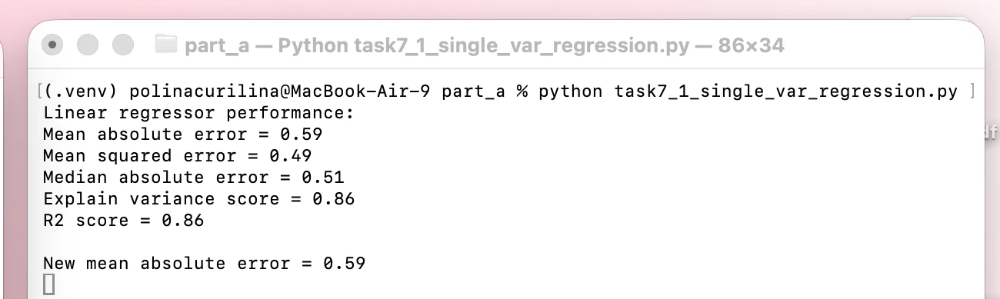 part_a — Python task7_1_single_var_regression.py — 86×34
[(.venv) polinacurilina@MacBook-Air-9 part_a % python task7_1_single_var_regression.py ]
Linear regressor performance:
Mean absolute error = 0.59
Mean squared error = 0.49
Median absolute error = 0.51
Explain variance score = 0.86
R2 score = 0.86
New mean absolute error = 0.59